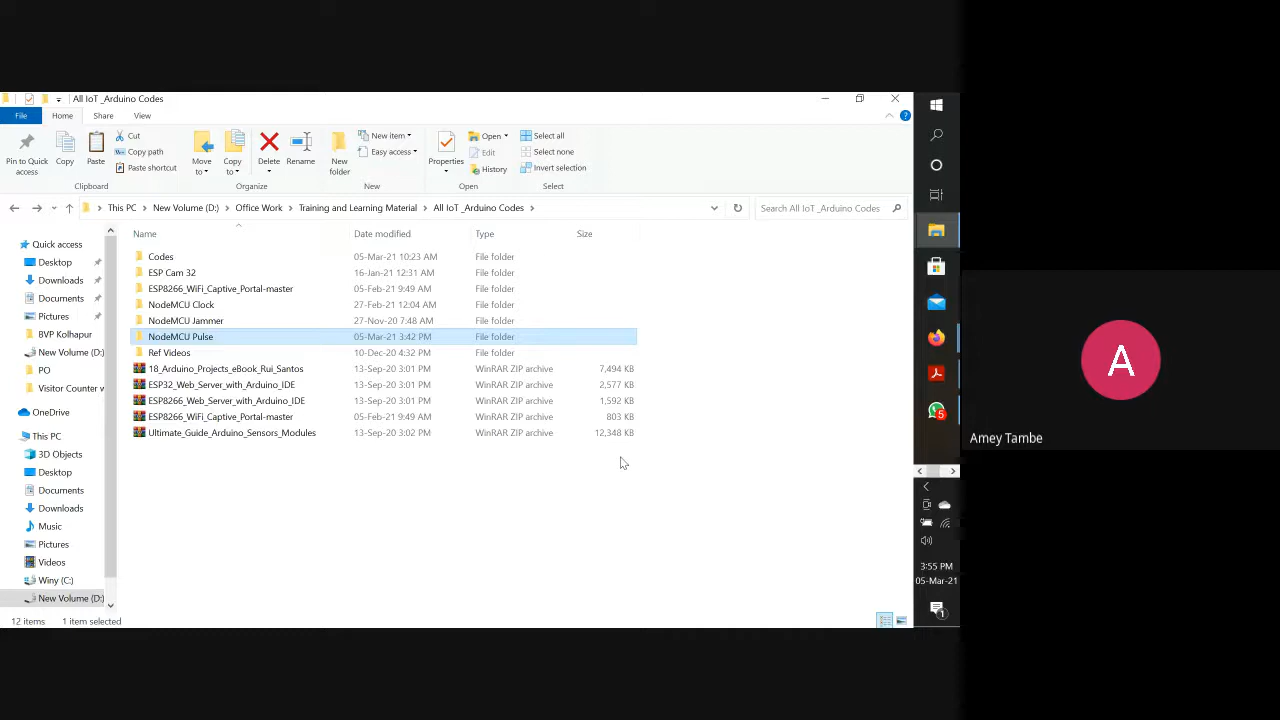 All IoT _Arduino Codes
File
Home
Share
View
Pin to Quick access
Copy
Paste
Cut
Copy path
Paste shortcut
Clipboard
Move to
Copy to
Delete
Rename
Organize
New folder
New item
Easy access
New
Properties
Open
Edit
History
Open
Select all
Select none
Invert selection
Select
This PC > New Volume (D:) > Office Work > Training and Learning Material > All IoT _Arduino Codes >
Search All IoT _Arduino Codes
Name Date modified Type Size
Codes 05-Mar-21 10:23 AM File folder
ESP Cam 32 16-Jan-21 12:31 AM File folder
ESP8266_WiFi_Captive_Portal-master 05-Feb-21 9:49 AM File folder
NodeMCU Clock 27-Feb-21 12:04 AM File folder
NodeMCU Jammer 27-Nov-20 7:48 AM File folder
NodeMCU Pulse 05-Mar-21 3:42 PM File folder
Ref Videos 10-Dec-20 4:32 PM File folder
18_Arduino_Projects_eBook_Rui_Santos 13-Sep-20 3:01 PM WinRAR ZIP archive 7,494 KB
ESP32_Web_Server_with_Arduino_IDE 13-Sep-20 3:01 PM WinRAR ZIP archive 2,577 KB
ESP8266_Web_Server_with_Arduino_IDE 13-Sep-20 3:01 PM WinRAR ZIP archive 1,592 KB
ESP8266_WiFi_Captive_Portal-master 05-Feb-21 9:49 AM WinRAR ZIP archive 803 KB
Ultimate_Guide_Arduino_Sensors_Modules 13-Sep-20 3:02 PM WinRAR ZIP archive 12,348 KB
Quick access
Desktop
Downloads
Documents
Pictures
BVP Kolhapur
New Volume (D:)
PO
Visitor Counter w
OneDrive
This PC
3D Objects
Desktop
Documents
Downloads
Music
Pictures
Videos
Winy (C:)
New Volume (D:)
12 items 1 item selected
5
3:55 PM
05-Mar-21
1
A
Amey Tambe